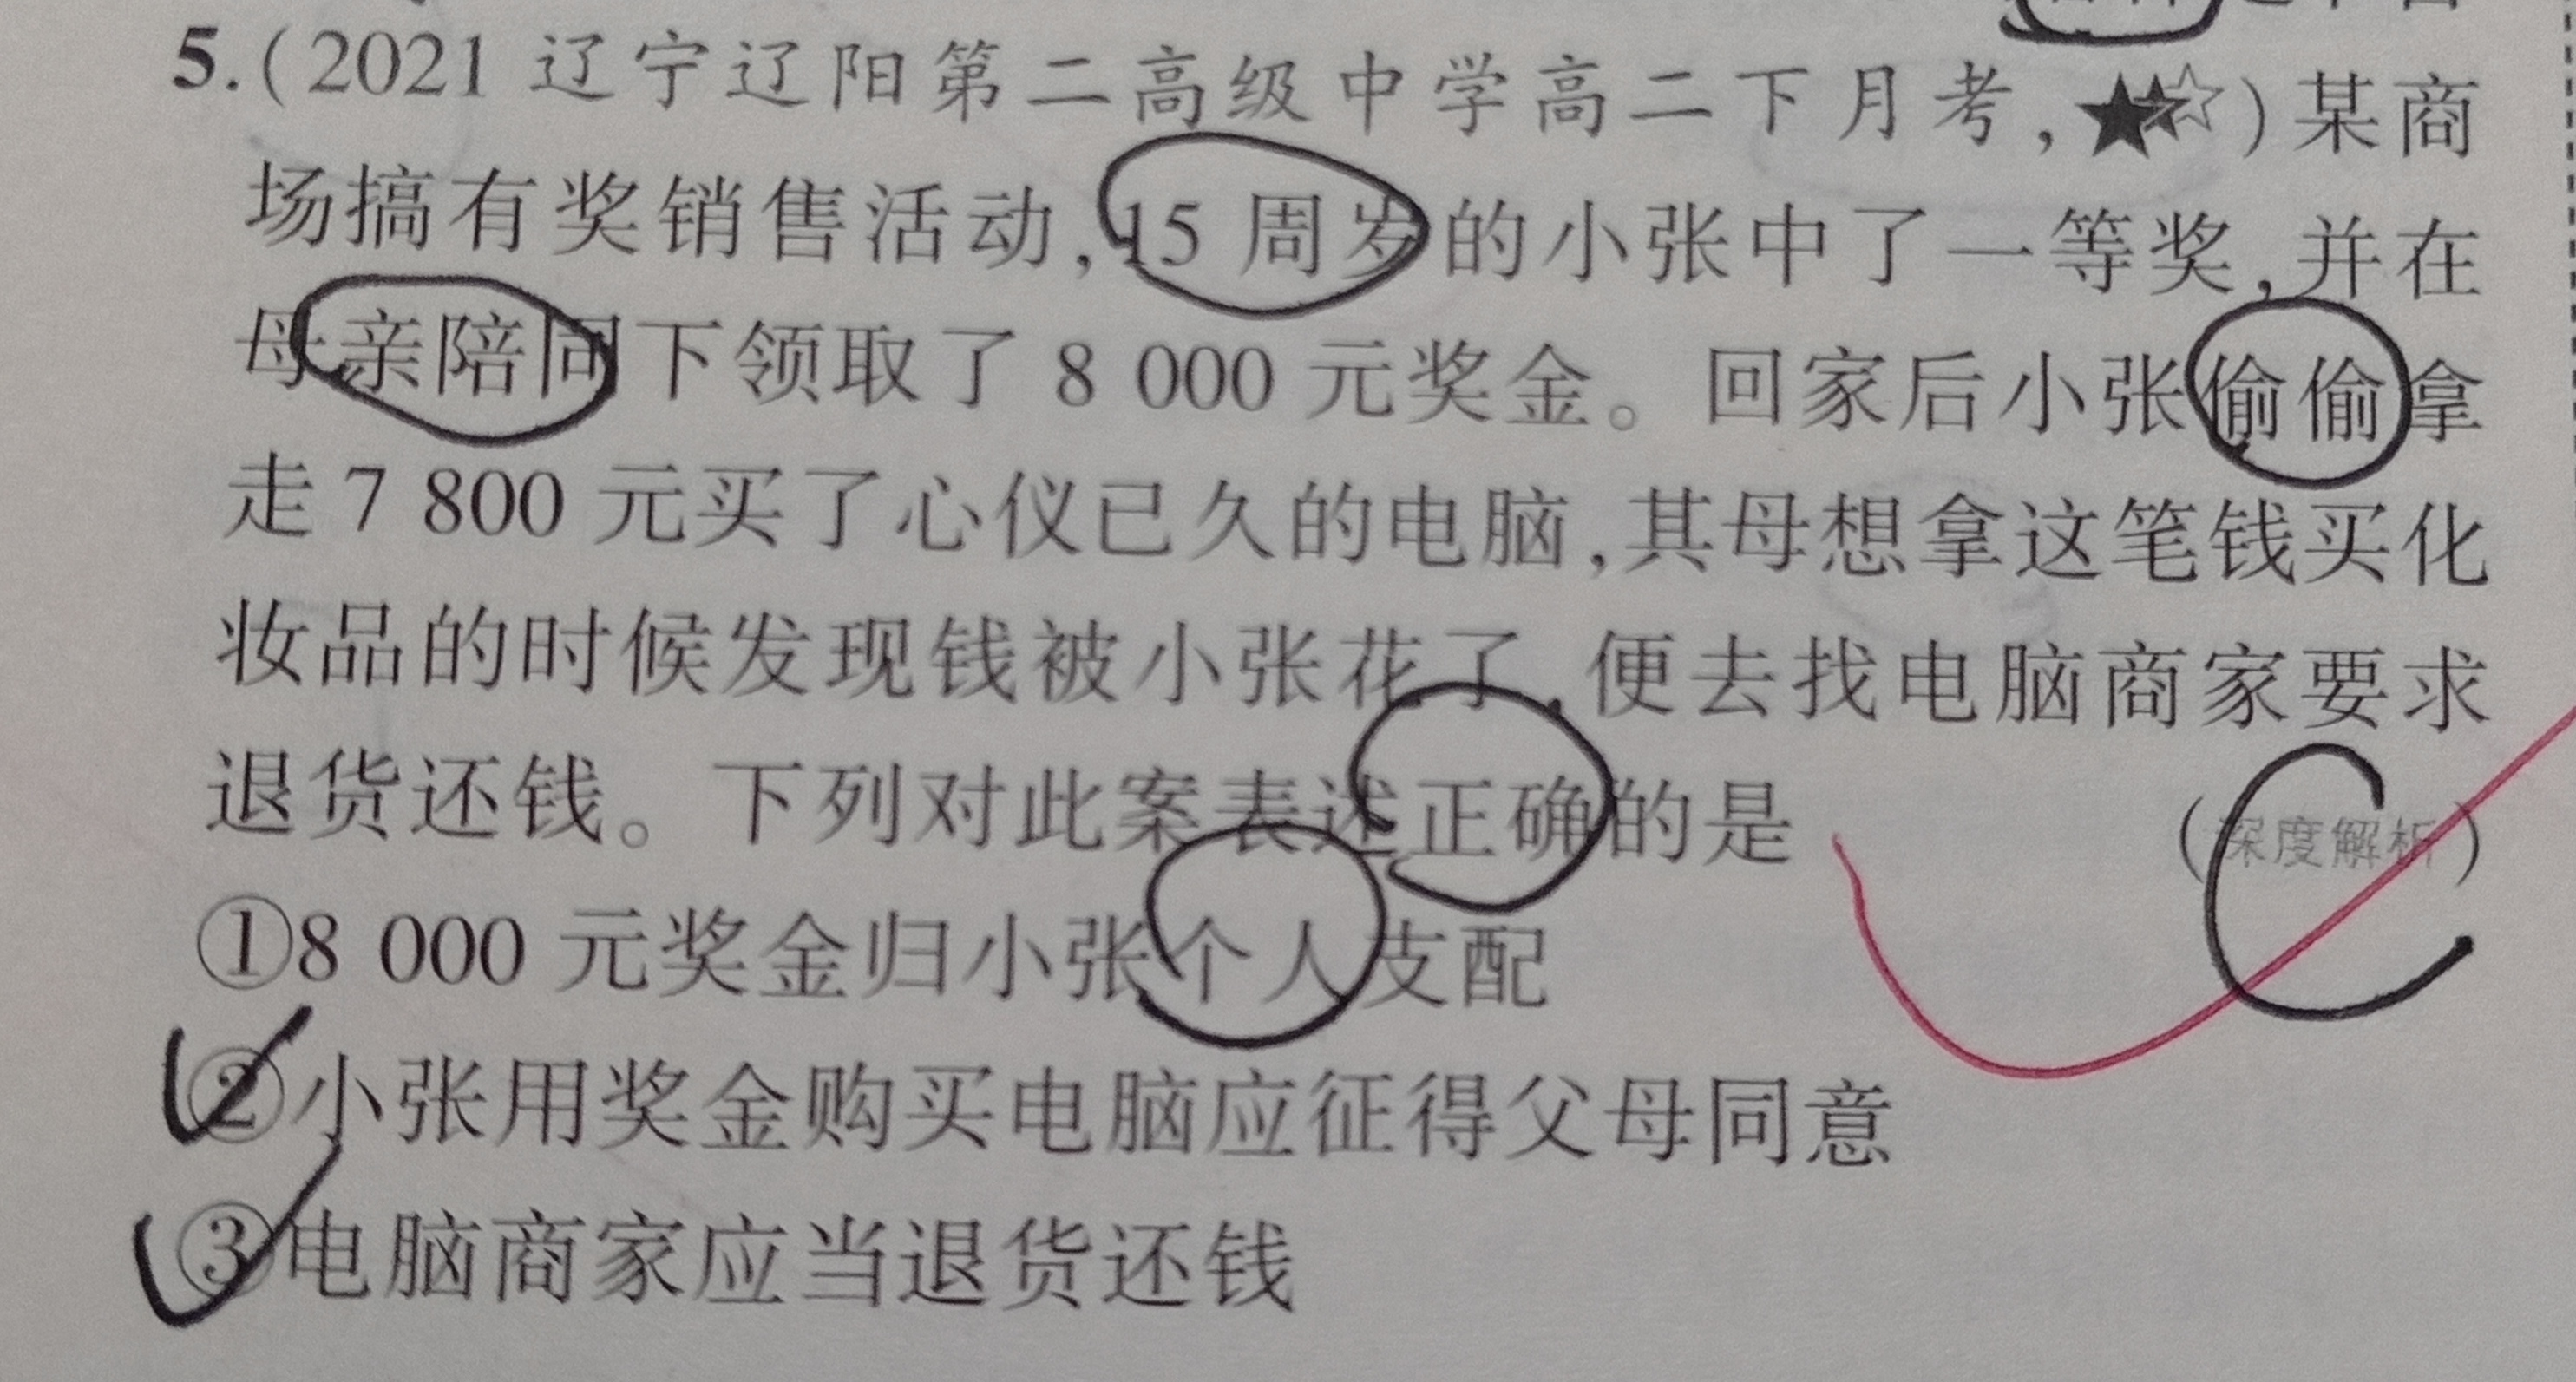 5.(2021 辽宁辽阳第二高级中学高二下月考,★★☆)某商
场搞有奖销售活动,15 周岁的小张中了一等奖,并在
母亲陪同下领取了 8 000 元奖金。回家后小张偷偷拿
走 7 800 元买了心仪已久的电脑,其母想拿这笔钱买化
妆品的时候发现钱被小张花了,便去找电脑商家要求
退货还钱。下列对此案表述正确的是 (深度解析) C
①8 000 元奖金归小张个人支配
②小张用奖金购买电脑应征得父母同意
③电脑商家应当退货还钱